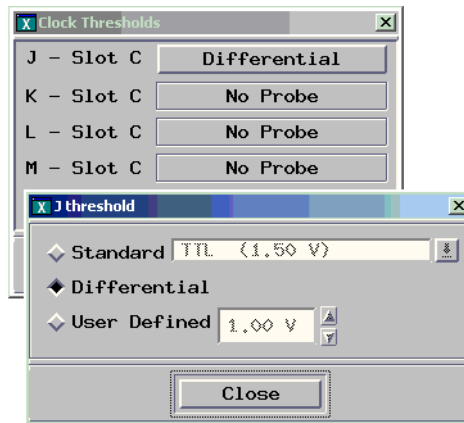 Clock Thresholds
J - Slot C Differential
K - Slot C No Probe
L - Slot C No Probe
M - Slot C No Probe
J threshold
Standard TTL (1.50 V)
Differential
User Defined 1.00 V
Close